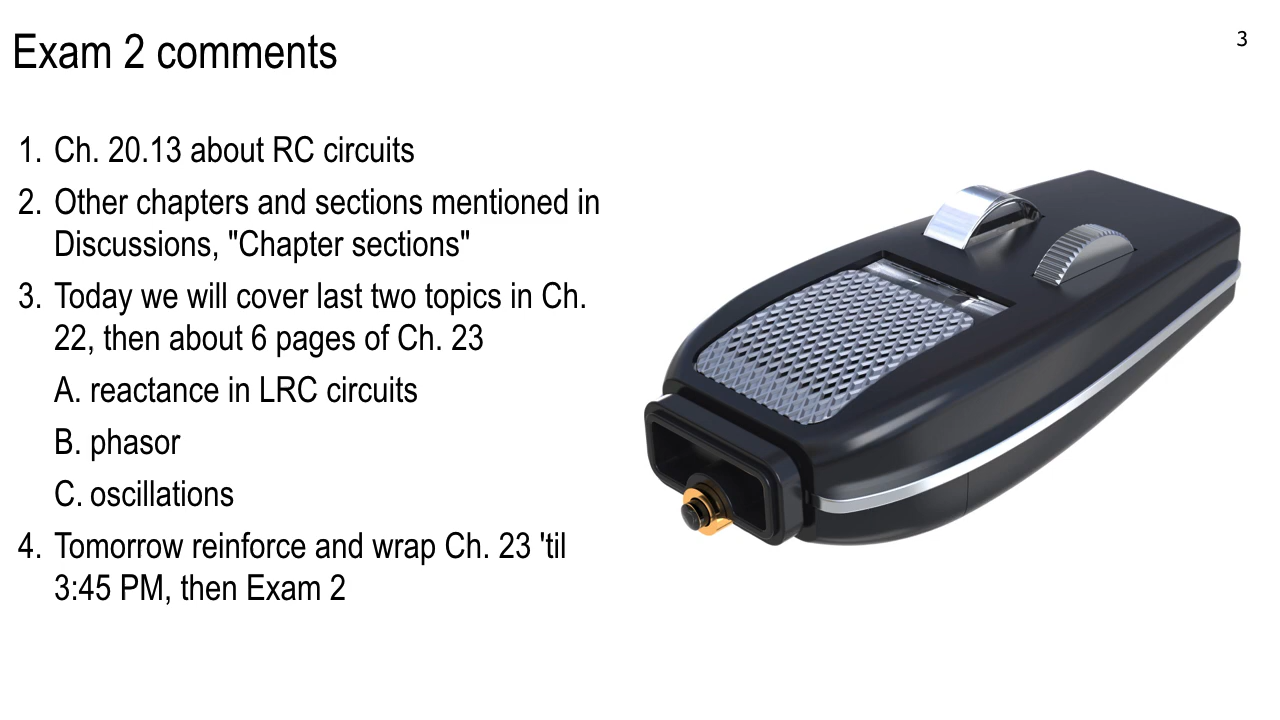 Exam 2 comments
3
1. Ch. 20.13 about RC circuits
2. Other chapters and sections mentioned in
Discussions, "Chapter sections"
3. Today we will cover last two topics in Ch.
22, then about 6 pages of Ch. 23
A. reactance in LRC circuits
B. phasor
C. oscillations
4. Tomorrow reinforce and wrap Ch. 23 'til
3:45 PM, then Exam 2